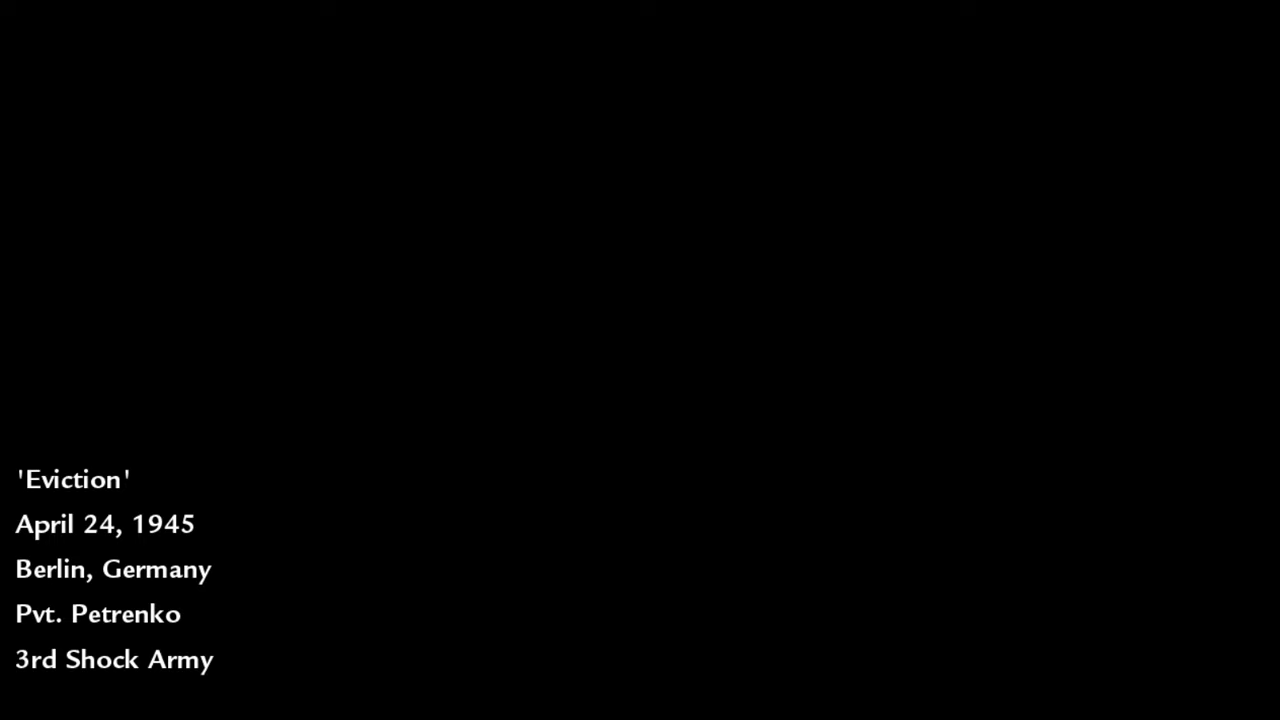 'Eviction'
April 24, 1945
Berlin, Germany
Pvt. Petrenko
3rd Shock Army